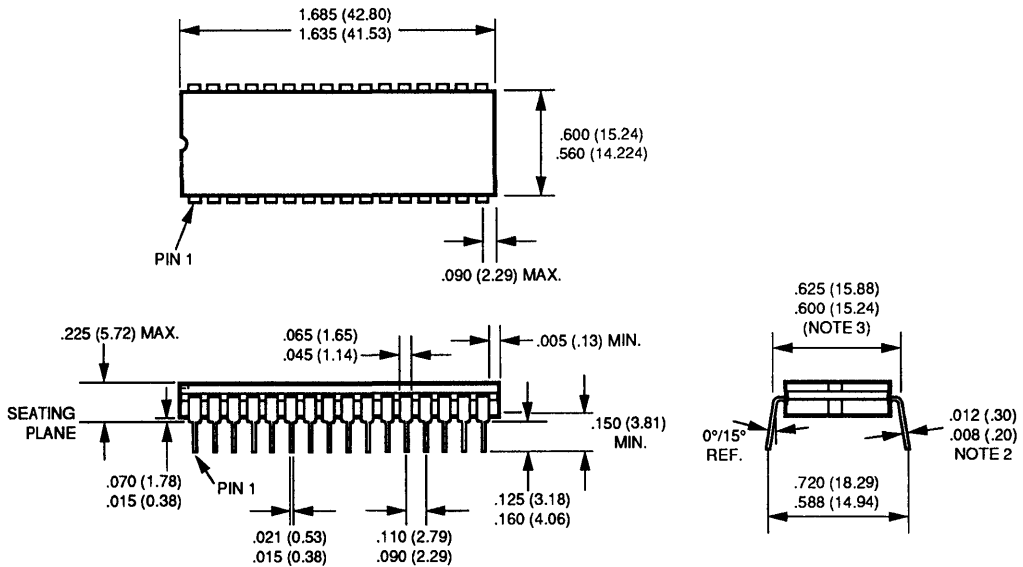 1.685 (42.80)
1.635 (41.53)
.600 (15.24)
.560 (14.224)
PIN 1
.090 (2.29) MAX.
.225 (5.72) MAX.
.065 (1.65)
.045 (1.14)
.005 (.13) MIN.
.625 (15.88)
.600 (15.24)
(NOTE 3)
SEATING
PLANE
.150 (3.81)
MIN.
0°/15°
REF.
.012 (.30)
.008 (.20)
NOTE 2
.070 (1.78)
.015 (0.38)
PIN 1
.125 (3.18)
.160 (4.06)
.720 (18.29)
.588 (14.94)
.021 (0.53)
.015 (0.38)
.110 (2.79)
.090 (2.29)